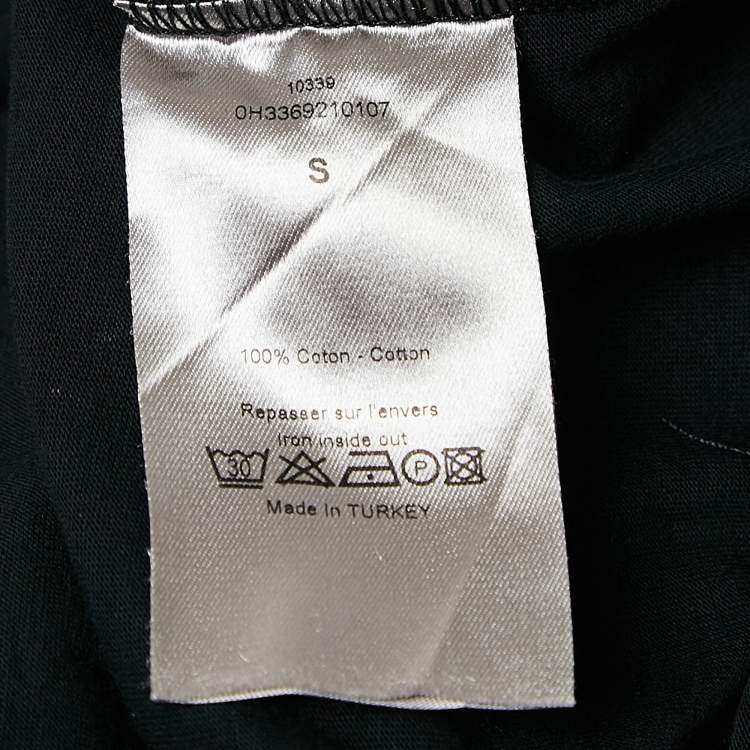 10339
0H3369210107
S
100% Coton - Cotton
Repasser sur l'envers
Iron inside out
30 P
Made In TURKEY